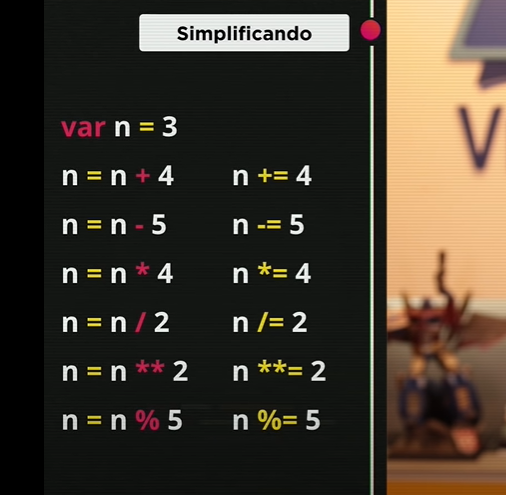 Simplificando
var n = 3
n = n + 4 n += 4
n = n - 5 n -= 5
n = n * 4 n *= 4
n = n / 2 n /= 2
n = n ** 2 n **= 2
n = n % 5 n %= 5
V